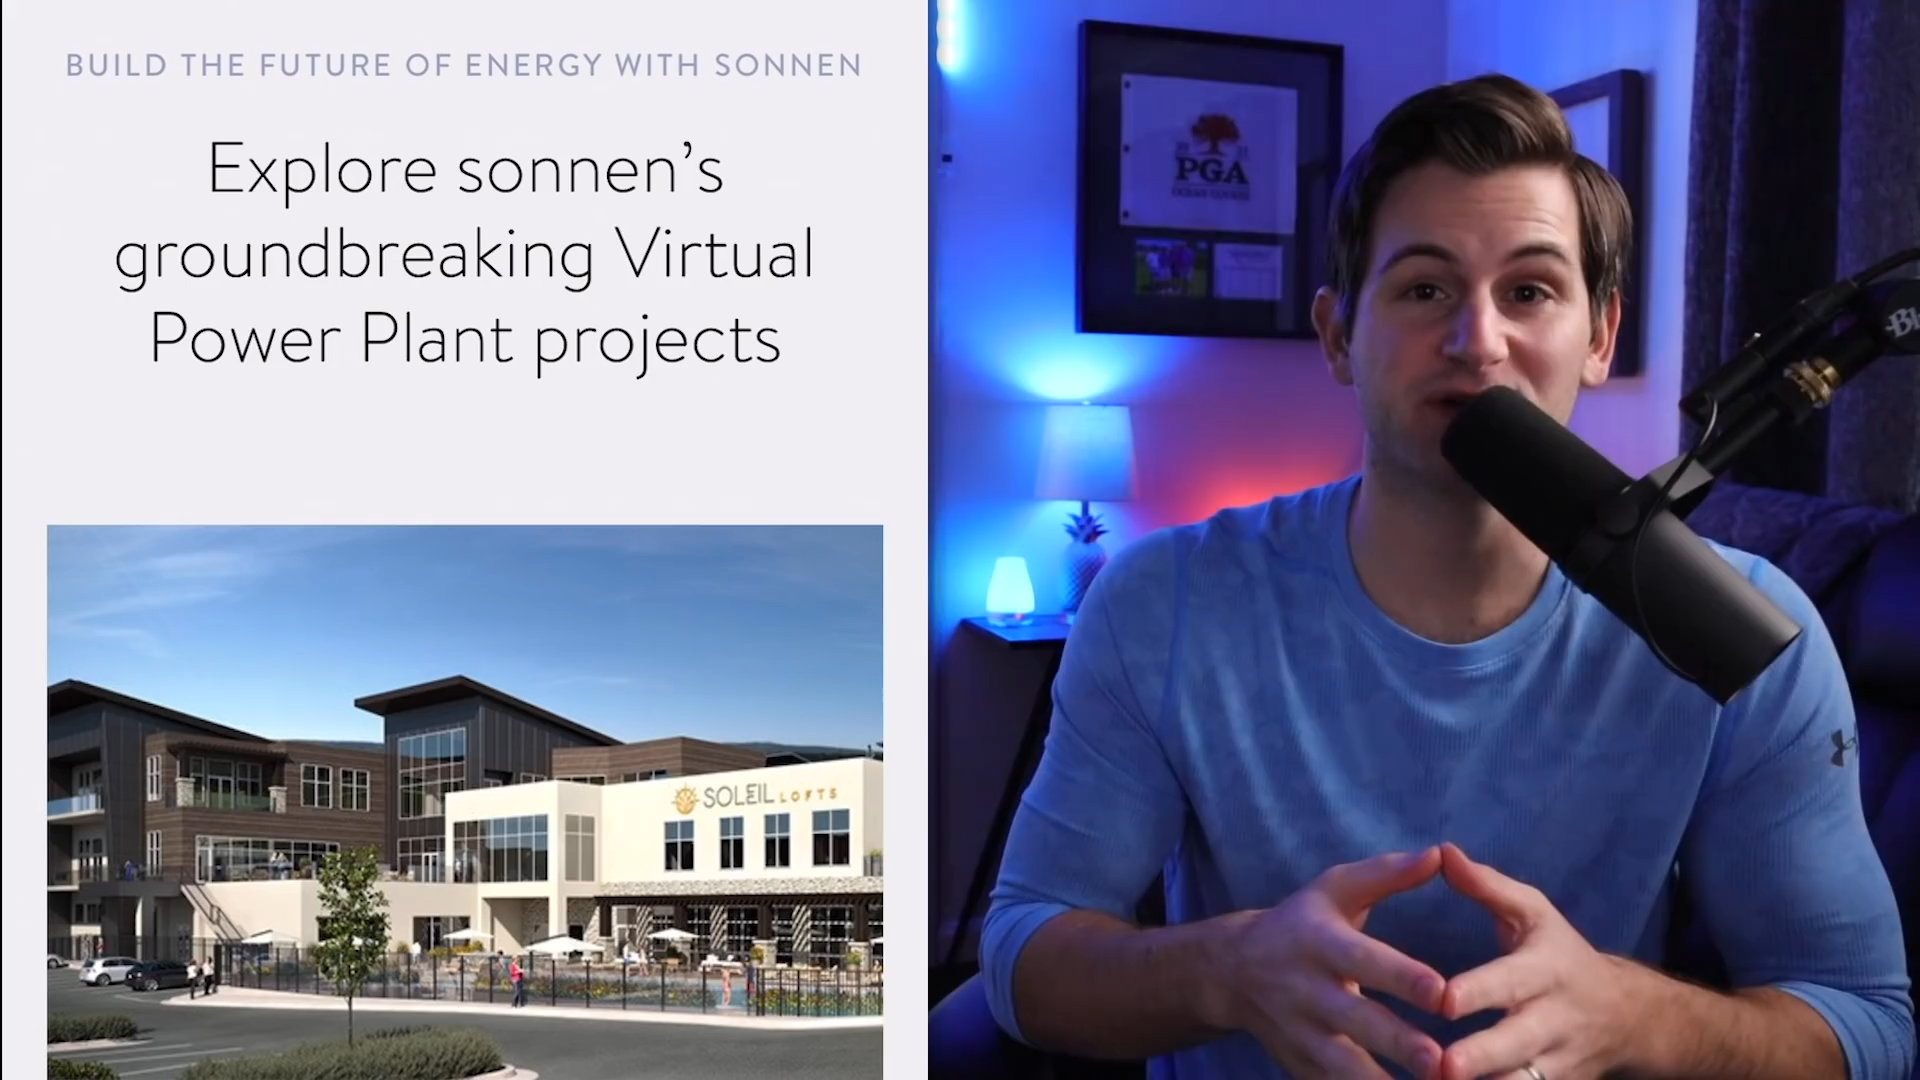 BUILD THE FUTURE OF ENERGY WITH SONNEN
Explore sonnen’s
groundbreaking Virtual
Power Plant projects
SOLEIL LOFTS
PGA